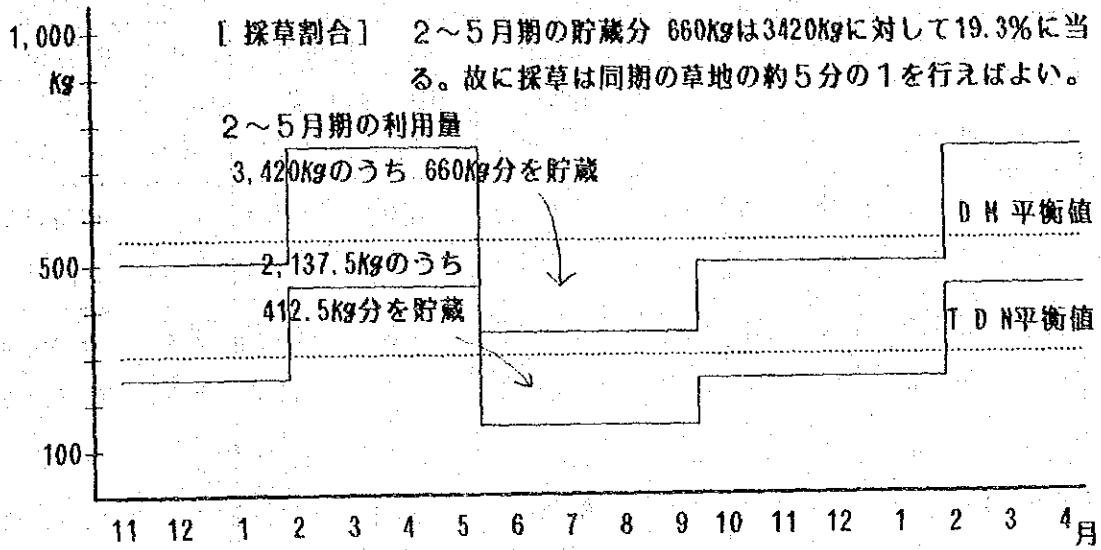 1,000
Kg
500
100
[ 採草割合] 2～5月期の貯蔵分 660Kgは3420Kgに対して19.3%に当
る。故に採草は同期の草地の約5分の1を行えばよい。
2～5月期の利用量
3,420Kgのうち 660Kg分を貯蔵
DM平衡値
2,137.5Kgのうち
412.5Kg分を貯蔵
TDN平衡値
11 12 1 2 3 4 5 6 7 8 9 10 11 12 1 2 3 4月